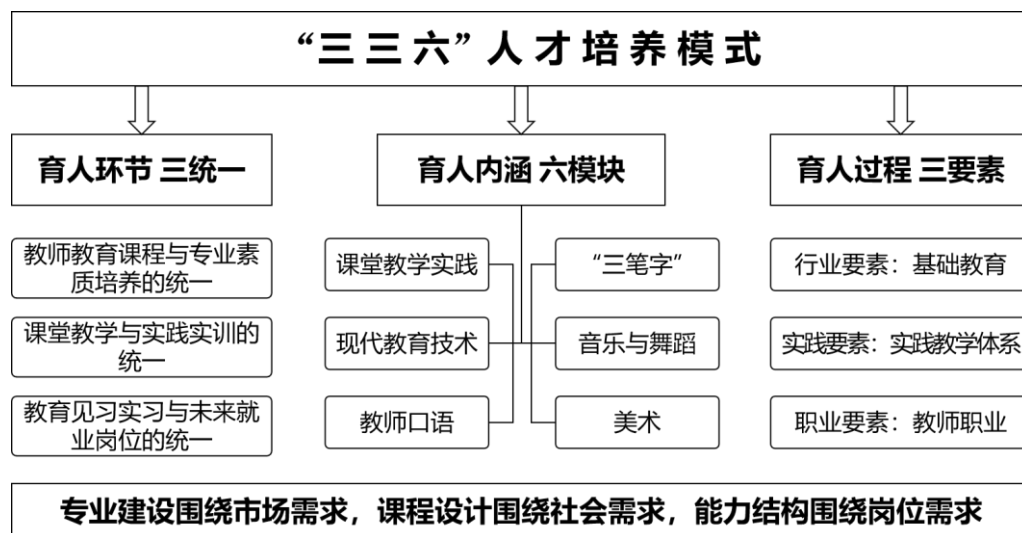 “三三六”人才培养模式
育人环节 三统一
教师教育课程与专业素
质培养的统一
课堂教学与实践实训的
统一
教育见习实习与未来就
业岗位的统一
育人内涵 六模块
课堂教学实践
“三笔字”
现代教育技术
音乐与舞蹈
教师口语
美术
育人过程 三要素
行业要素：基础教育
实践要素：实践教学体系
职业要素：教师职业
专业建设围绕市场需求，课程设计围绕社会需求，能力结构围绕岗位需求